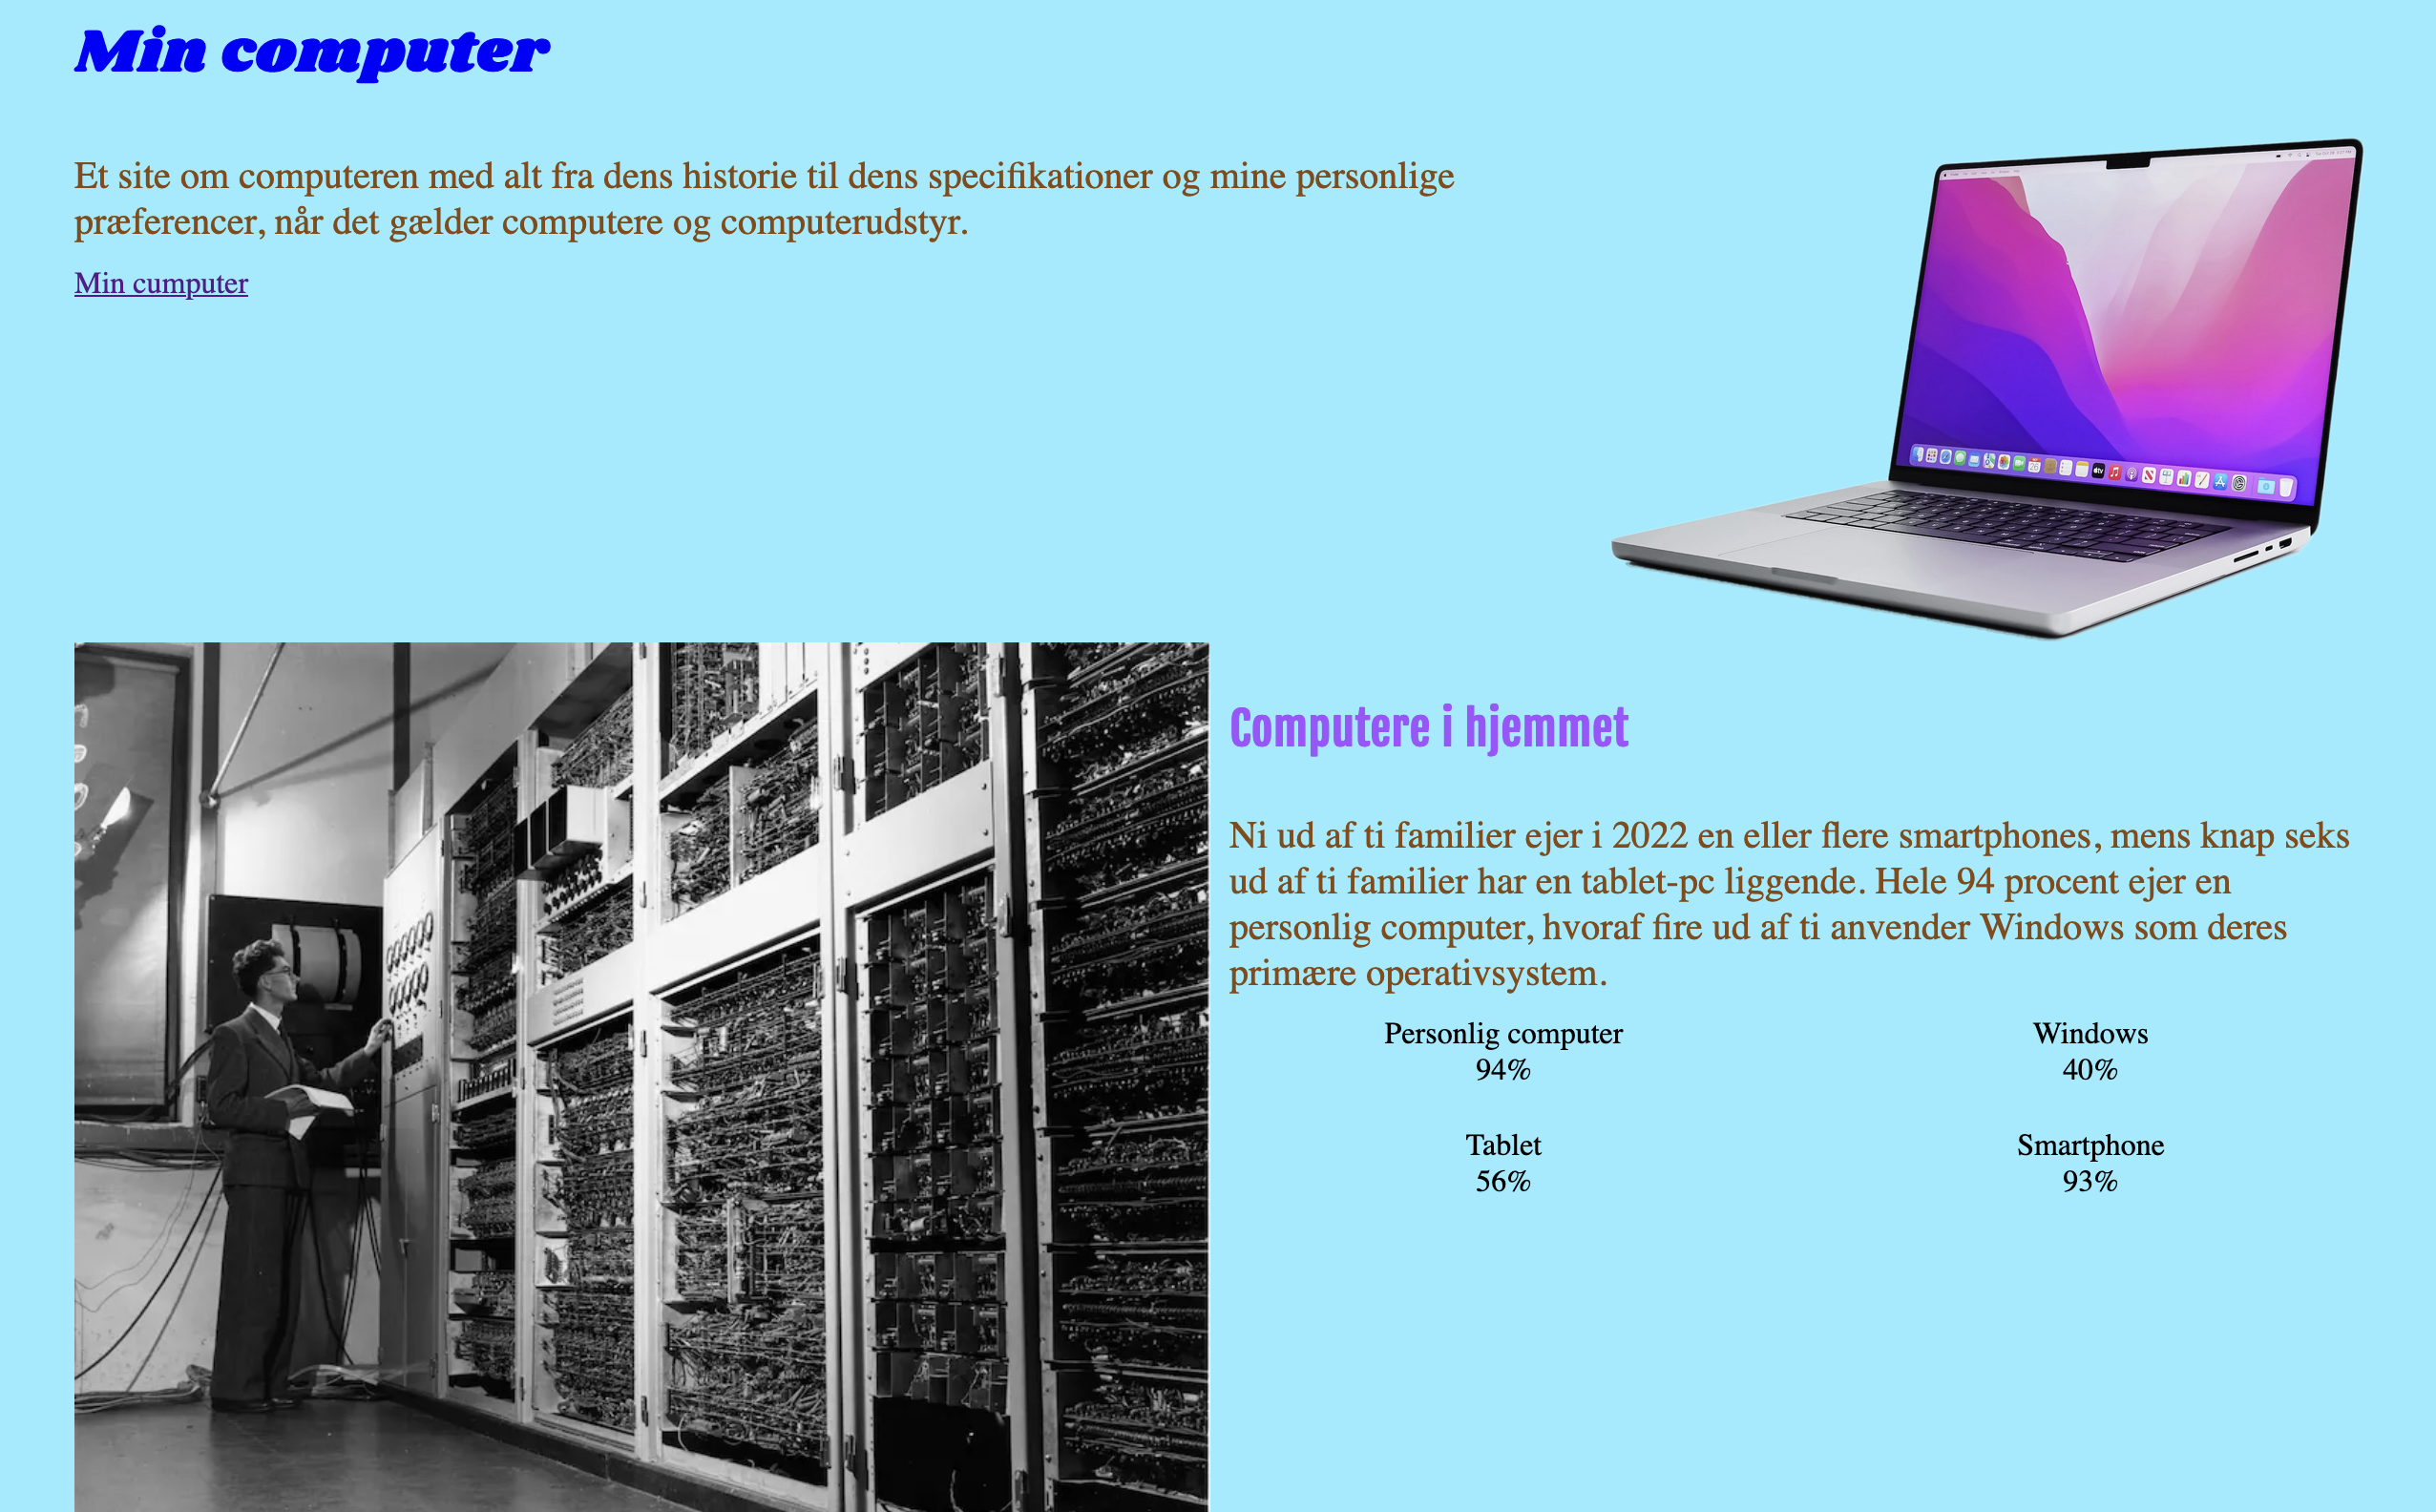 Min computer
Et site om computeren med alt fra dens historie til dens specifikationer og mine personlige
præferencer, når det gælder computere og computerudstyr.
Min cumputer
Computere i hjemmet
Ni ud af ti familier ejer i 2022 en eller flere smartphones, mens knap seks
ud af ti familier har en tablet-pc liggende. Hele 94 procent ejer en
personlig computer, hvoraf fire ud af ti anvender Windows som deres
primære operativsystem.
Personlig computer
94%
Windows
40%
Tablet
56%
Smartphone
93%